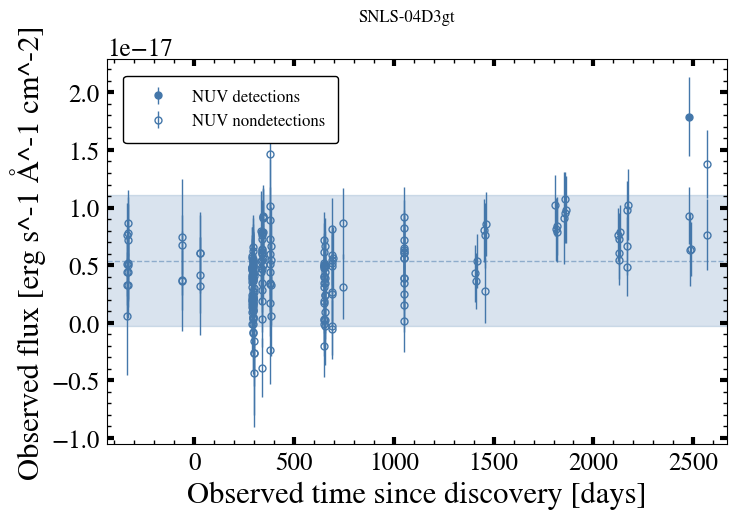 SNLS-04D3gt
1e−17
NUV detections
NUV nondetections
2.0
1.5
1.0
0.5
0.0
−0.5
−1.0
Observed flux [erg s^-1 Å^-1 cm^-2]
0 500 1000 1500 2000 2500
Observed time since discovery [days]